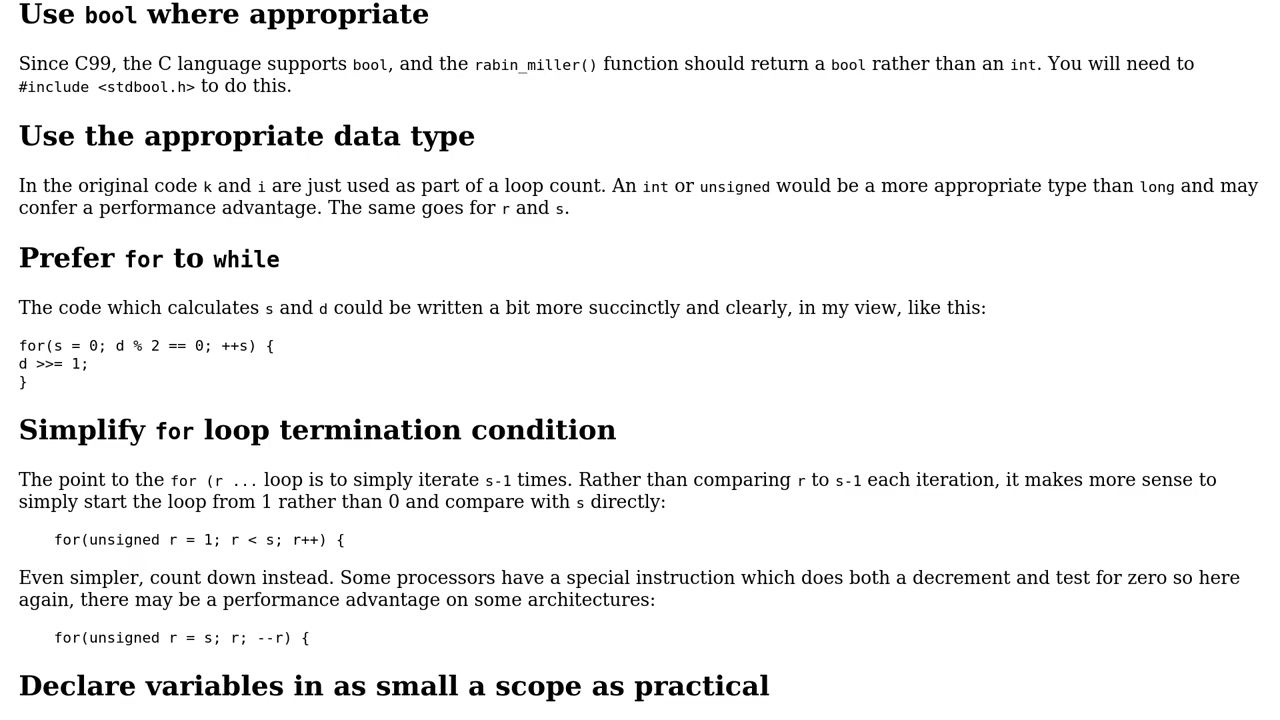 Use bool where appropriate
Since C99, the C language supports bool, and the rabin_miller() function should return a bool rather than an int. You will need to
#include <stdbool.h> to do this.
Use the appropriate data type
In the original code k and i are just used as part of a loop count. An int or unsigned would be a more appropriate type than long and may
confer a performance advantage. The same goes for r and s.
Prefer for to while
The code which calculates s and d could be written a bit more succinctly and clearly, in my view, like this:
for(s = 0; d % 2 == 0; ++s) {
d >>= 1;
}
Simplify for loop termination condition
The point to the for (r ... loop is to simply iterate s-1 times. Rather than comparing r to s-1 each iteration, it makes more sense to
simply start the loop from 1 rather than 0 and compare with s directly:
for(unsigned r = 1; r < s; r++) {
Even simpler, count down instead. Some processors have a special instruction which does both a decrement and test for zero so here
again, there may be a performance advantage on some architectures:
for(unsigned r = s; r; --r) {
Declare variables in as small a scope as practical